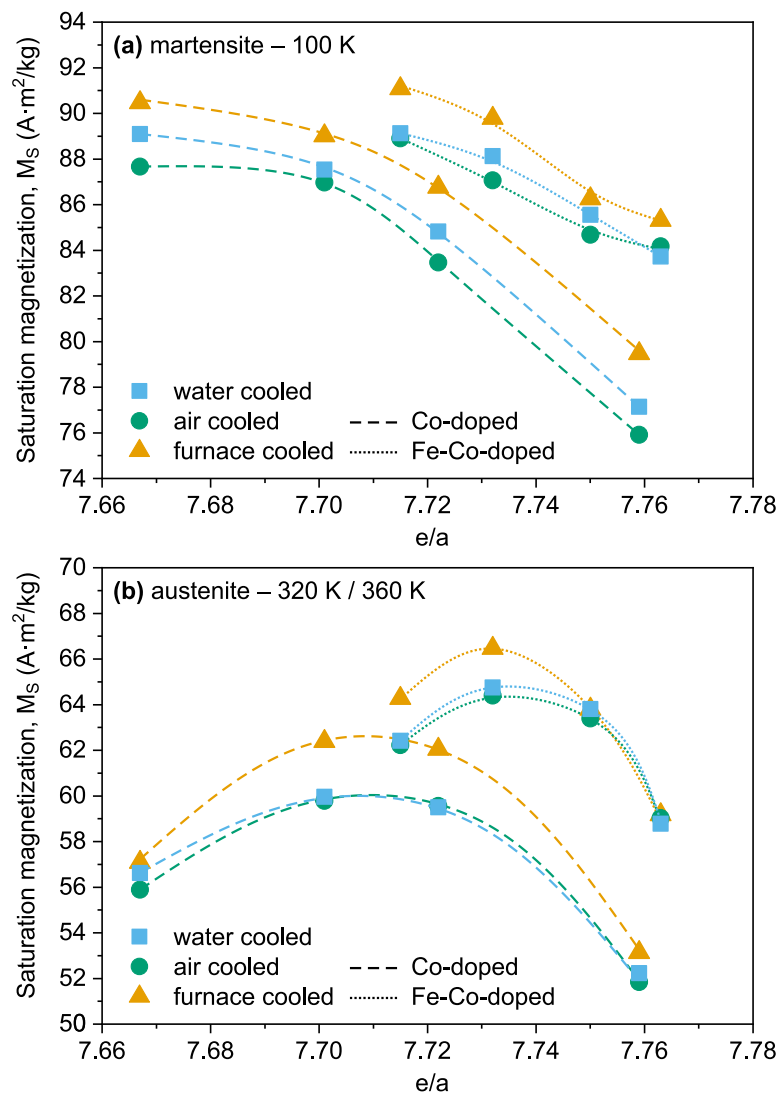 94
92
90
88
86
84
82
80
78
76
74
Saturation magnetization, Mₛ (A·m²/kg)
(a) martensite – 100 K
water cooled
air cooled
furnace cooled
Co-doped
Fe-Co-doped
7.66 7.68 7.70 7.72 7.74 7.76 7.78
e/a
70
68
66
64
62
60
58
56
54
52
50
Saturation magnetization, Mₛ (A·m²/kg)
(b) austenite – 320 K / 360 K
water cooled
air cooled
furnace cooled
Co-doped
Fe-Co-doped
7.66 7.68 7.70 7.72 7.74 7.76 7.78
e/a